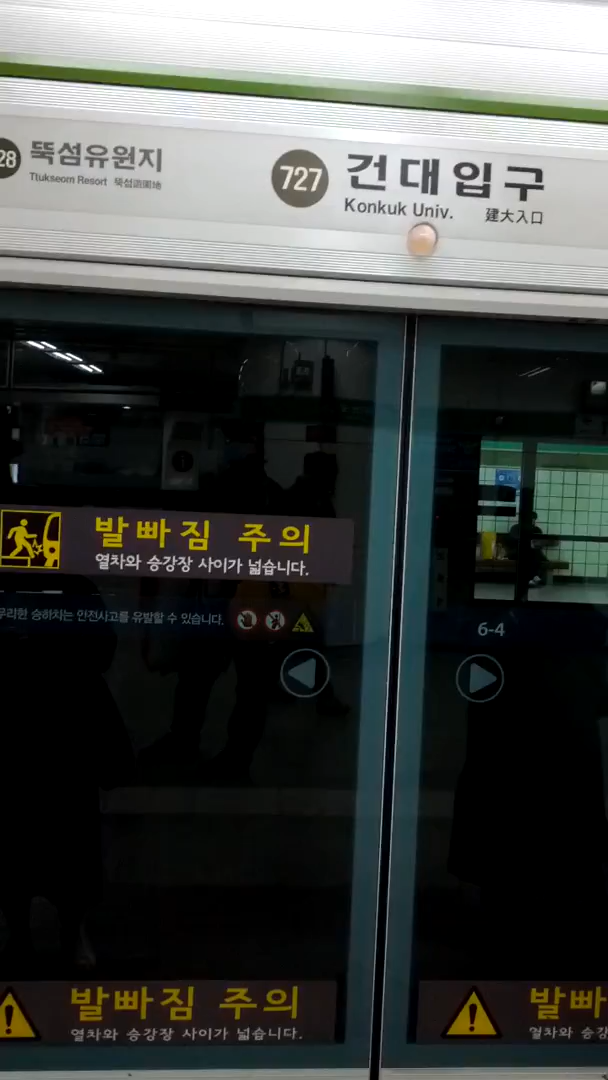 28 뚝섬유원지
Ttukseom Resort 뚝섬遊園地
727 건대입구
Konkuk Univ. 建大入口
발빠짐 주의
열차와 승강장 사이가 넓습니다.
무리한 승하차는 안전사고를 유발할 수 있습니다.
6-4
발빠짐 주의
열차와 승강장 사이가 넓습니다.
발빠
열차와 승강